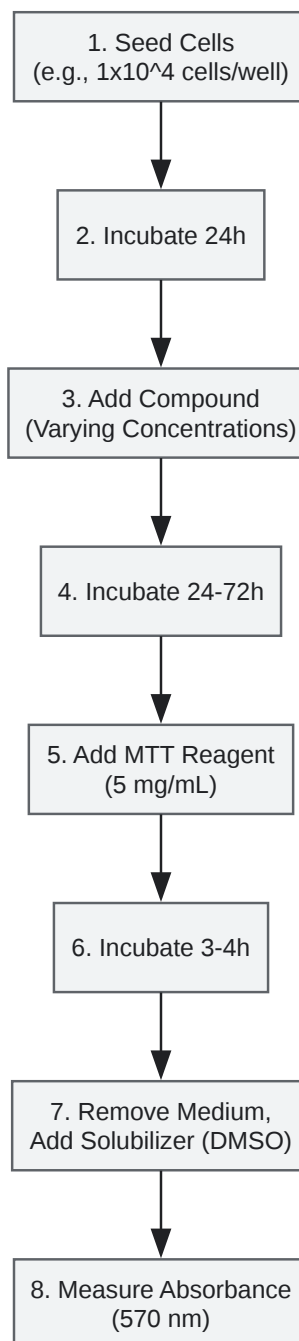 1. Seed Cells
(e.g., 1x10^4 cells/well)
2. Incubate 24h
3. Add Compound
(Varying Concentrations)
4. Incubate 24-72h
5. Add MTT Reagent
(5 mg/mL)
6. Incubate 3-4h
7. Remove Medium,
Add Solubilizer (DMSO)
8. Measure Absorbance
(570 nm)